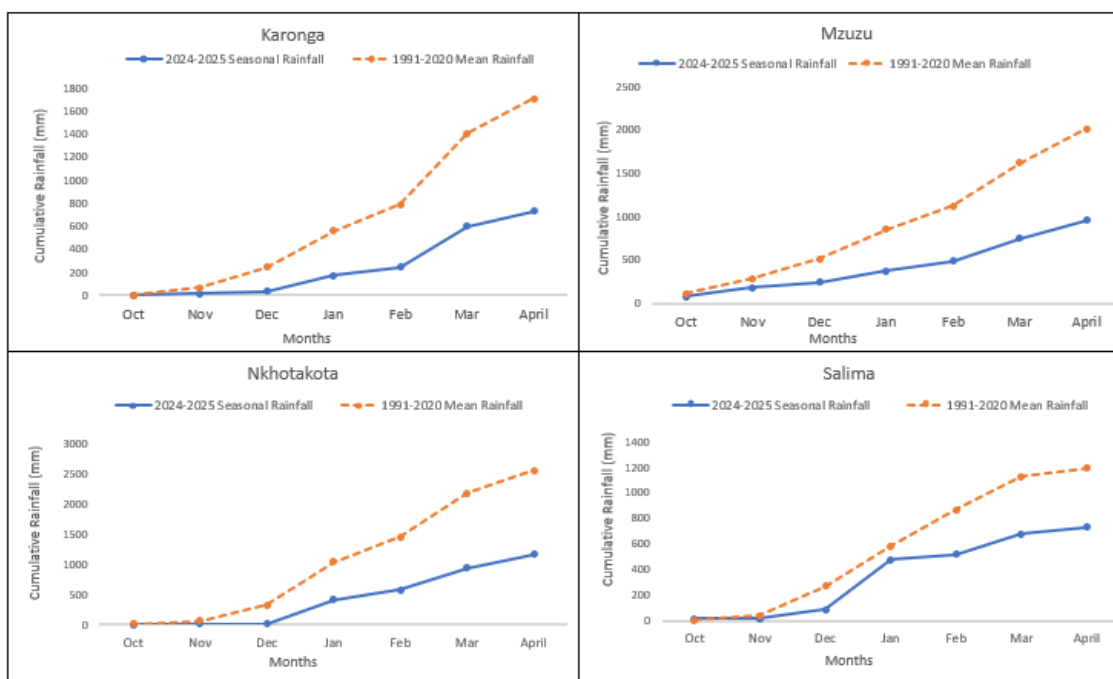 Karonga
2024-2025 Seasonal Rainfall 1991-2020 Mean Rainfall
Cumulative Rainfall (mm)
1800
1600
1400
1200
1000
800
600
400
200
0
Oct Nov Dec Jan Feb Mar April
Months
Mzuzu
2024-2025 Seasonal Rainfall 1991-2020 Mean Rainfall
Cumulative Rainfall (mm)
2500
2000
1500
1000
500
0
Oct Nov Dec Jan Feb Mar April
Months
Nkhotakota
2024-2025 Seasonal Rainfall 1991-2020 Mean Rainfall
Cumulative Rainfall (mm)
3000
2500
2000
1500
1000
500
0
Oct Nov Dec Jan Feb Mar April
Months
Salima
2024-2025 Seasonal Rainfall 1991-2020 Mean Rainfall
Cumulative Rainfall (mm)
1400
1200
1000
800
600
400
200
0
Oct Nov Dec Jan Feb Mar April
Months